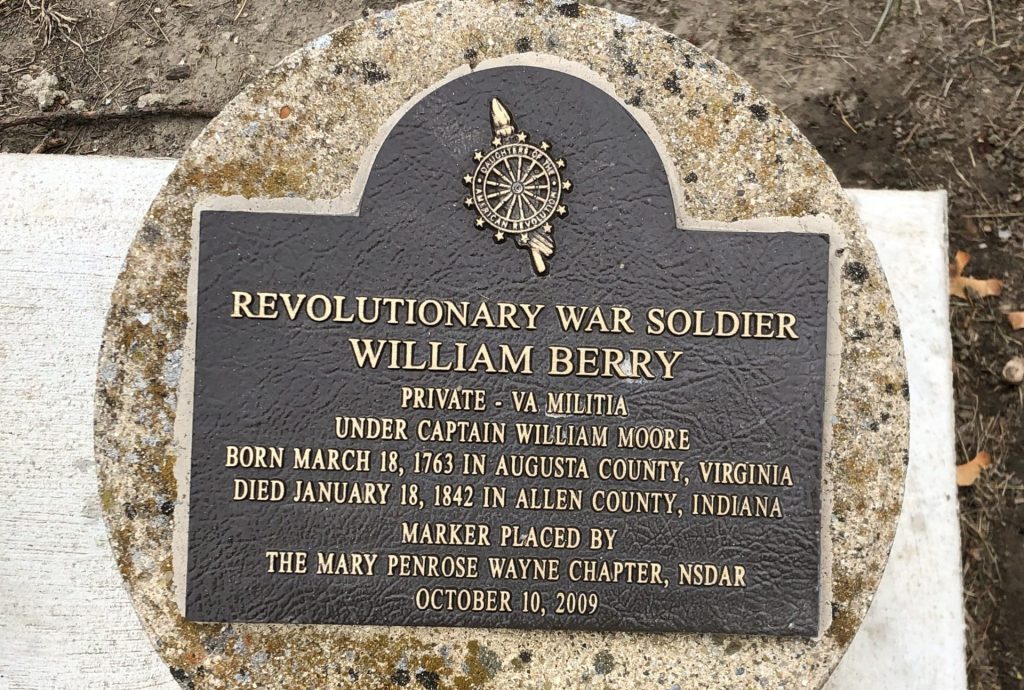 DAUGHTERS OF THE
AMERICAN REVOLUTION
REVOLUTIONARY WAR SOLDIER
WILLIAM BERRY
PRIVATE - VA MILITIA
UNDER CAPTAIN WILLIAM MOORE
BORN MARCH 18, 1763 IN AUGUSTA COUNTY, VIRGINIA
DIED JANUARY 18, 1842 IN ALLEN COUNTY, INDIANA
MARKER PLACED BY
THE MARY PENROSE WAYNE CHAPTER, NSDAR
OCTOBER 10, 2009